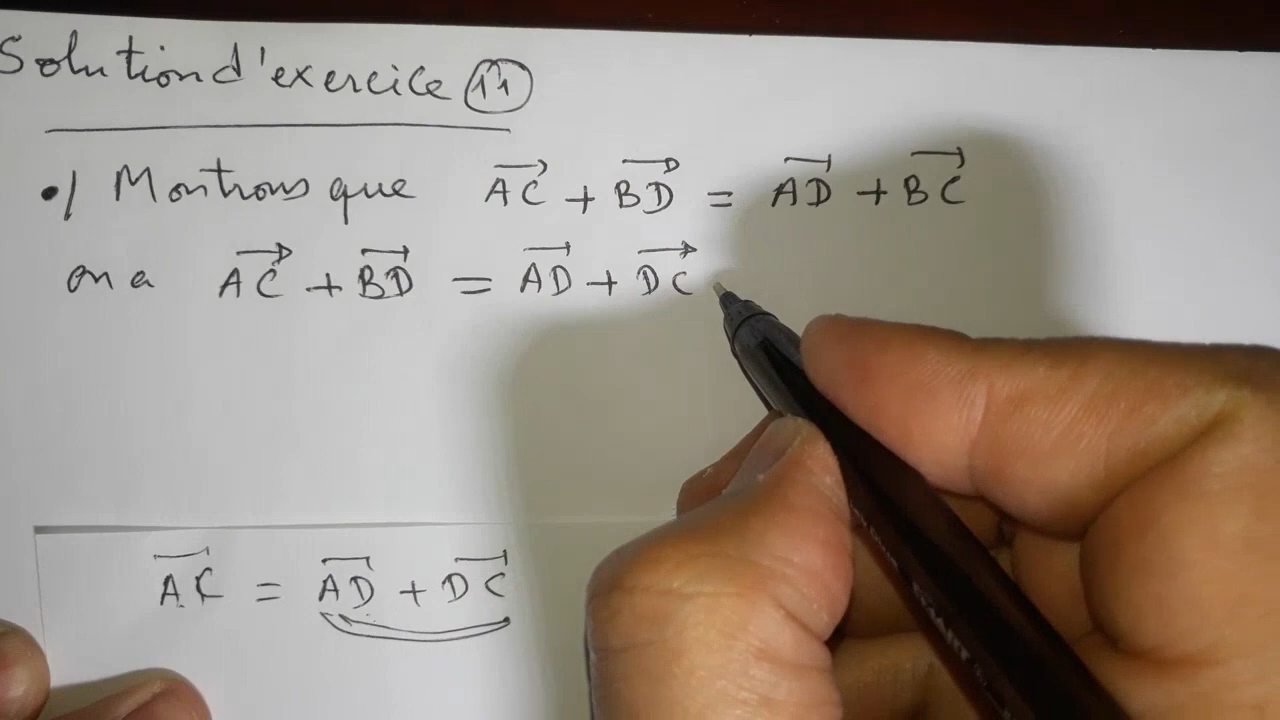 Solution d'exercice 11
•/ Montrons que AC + BD = AD + BC
on a AC + BD = AD + DC
AC = AD + DC